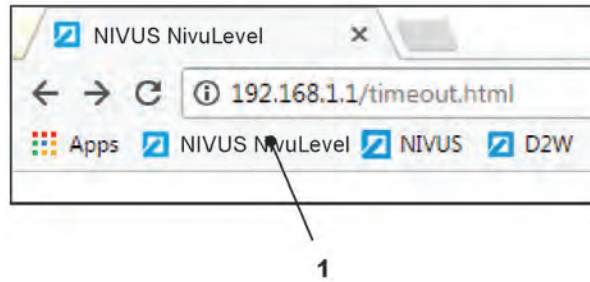 NIVUS NivuLevel
192.168.1.1/timeout.html
Apps NIVUS NivuLevel NIVUS D2W
1